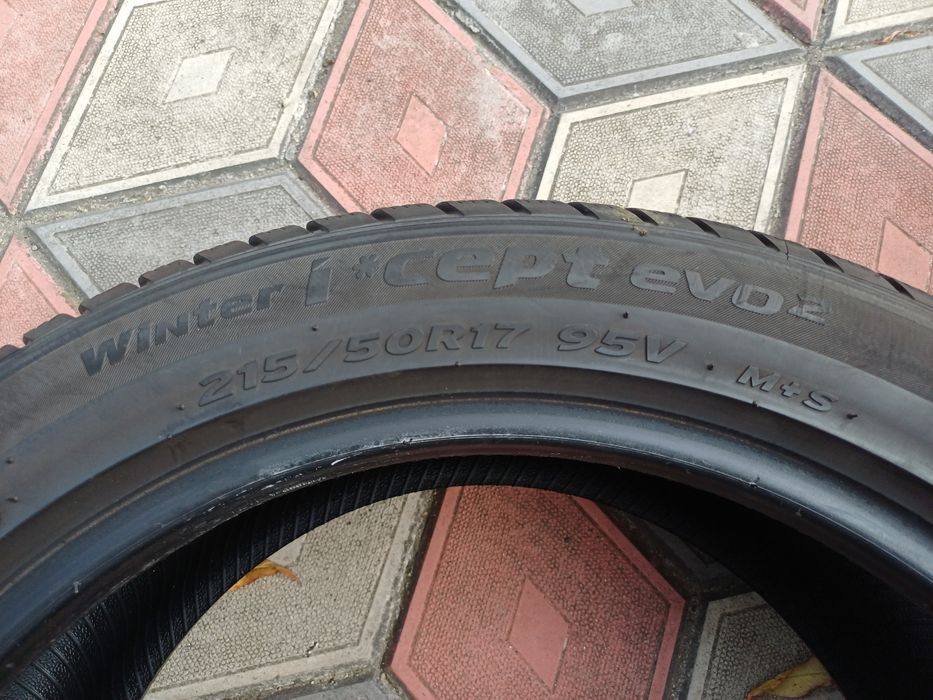 Winter i*cept evo2
215/50R17 95V M+S